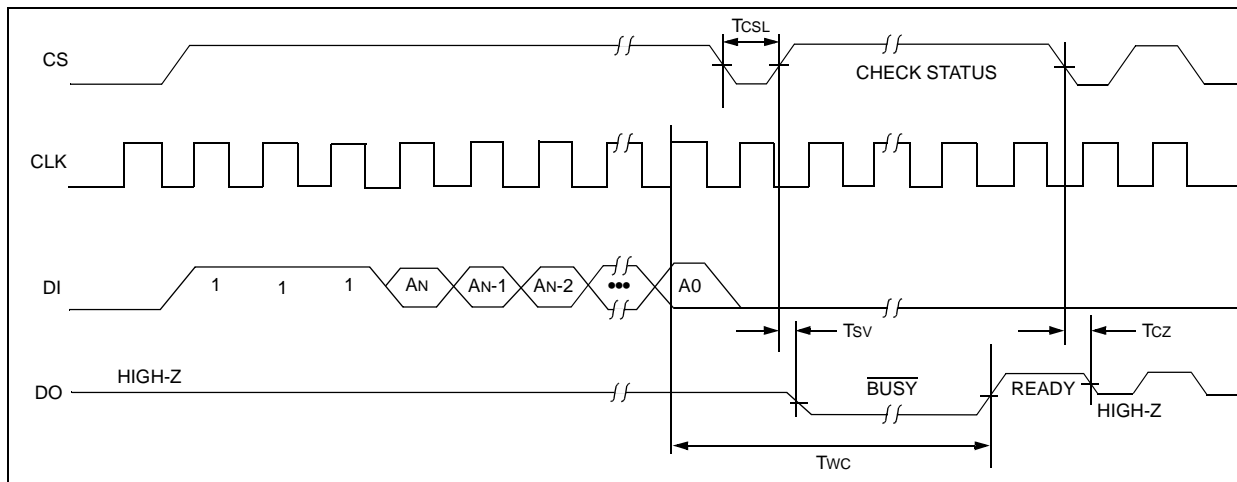 TCSL
CS
CHECK STATUS
CLK
DI
1
1
1
AN
AN-1
AN-2
•••
A0
TSV
TCZ
DO
HIGH-Z
BUSY
READY
HIGH-Z
TWC